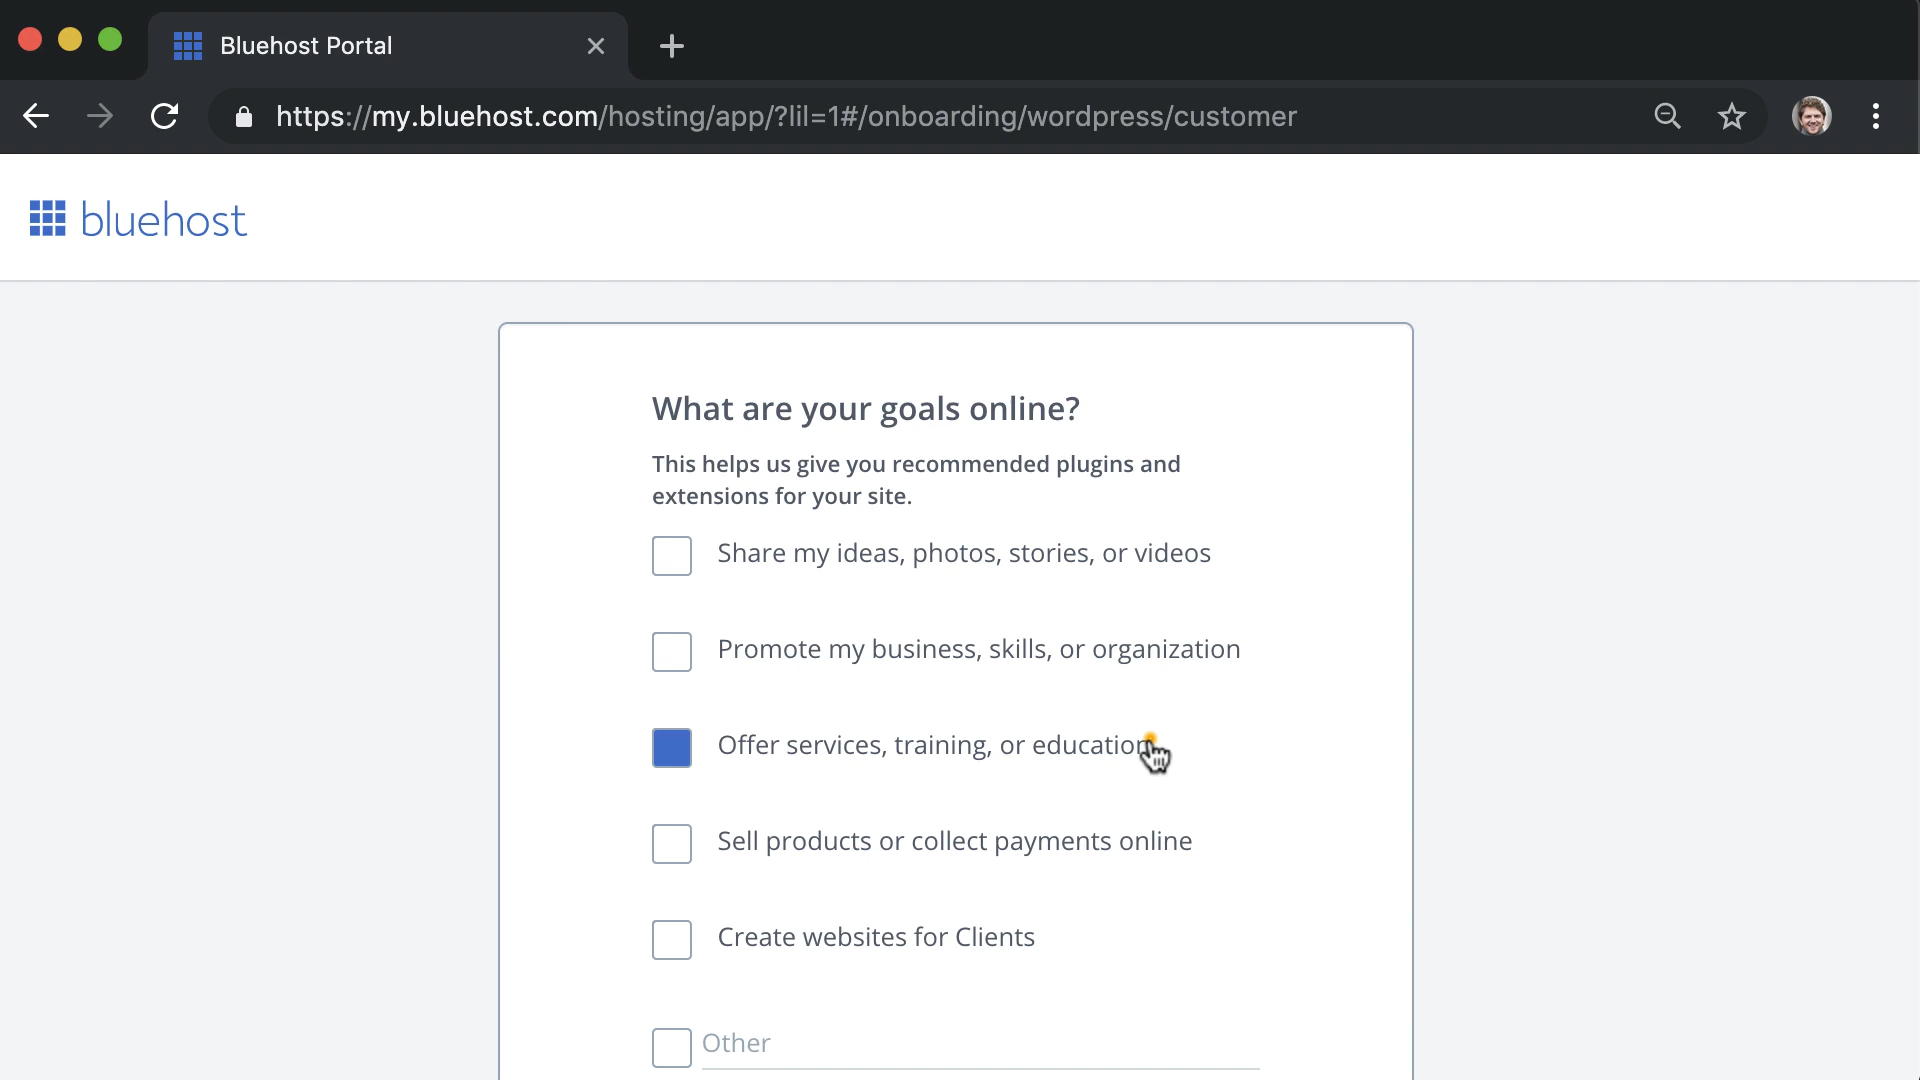 Bluehost Portal
https://my.bluehost.com/hosting/app/?lil=1#/onboarding/wordpress/customer
bluehost
What are your goals online?
This helps us give you recommended plugins and
extensions for your site.
Share my ideas, photos, stories, or videos
Promote my business, skills, or organization
Offer services, training, or education
Sell products or collect payments online
Create websites for Clients
Other